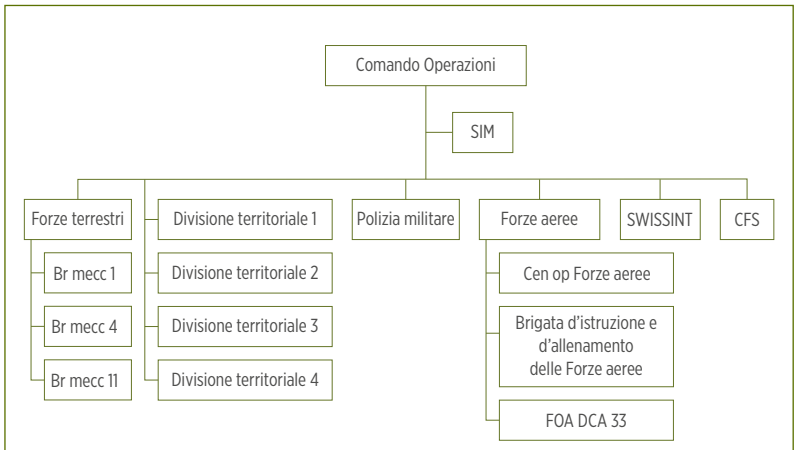 Comando Operazioni
SIM
Forze terrestri
Divisione territoriale 1
Polizia militare
Forze aeree
SWISSINT
CFS
Br mecc 1
Divisione territoriale 2
Cen op Forze aeree
Br mecc 4
Divisione territoriale 3
Brigata d'istruzione e
d'allenamento
delle Forze aeree
Br mecc 11
Divisione territoriale 4
FOA DCA 33